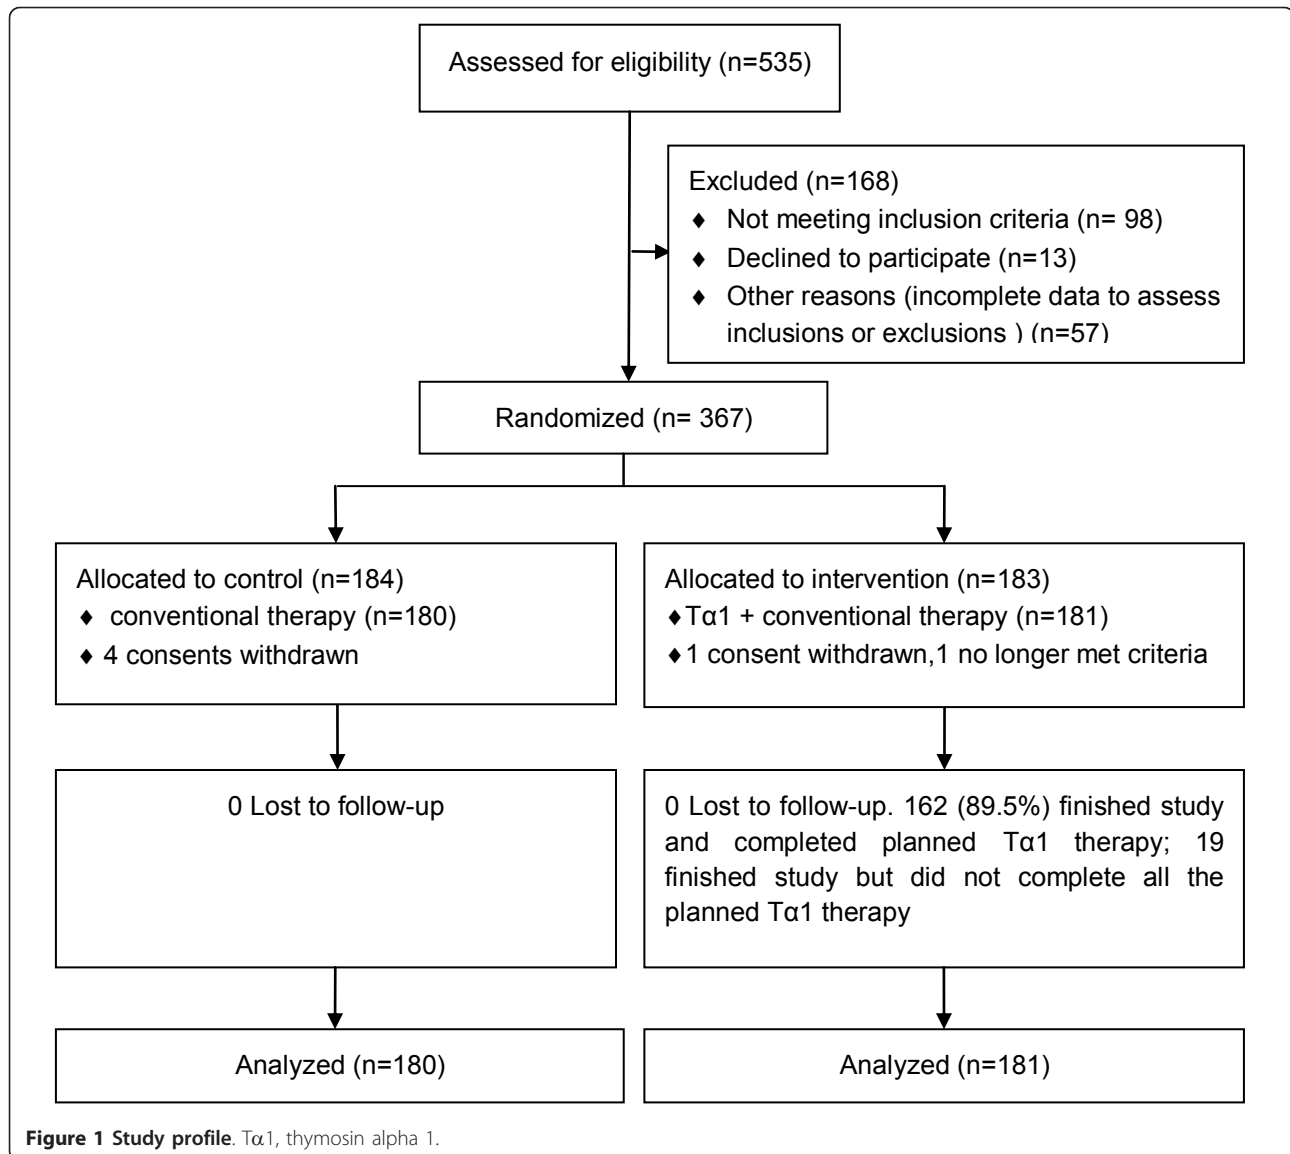 Assessed for eligibility (n=535)
Excluded (n=168)
♦ Not meeting inclusion criteria (n= 98)
♦ Declined to participate (n=13)
♦ Other reasons (incomplete data to assess
inclusions or exclusions ) (n=57)
Randomized (n= 367)
Allocated to control (n=184)
♦ conventional therapy (n=180)
♦ 4 consents withdrawn
Allocated to intervention (n=183)
♦Tα1 + conventional therapy (n=181)
♦1 consent withdrawn,1 no longer met criteria
0 Lost to follow-up
0 Lost to follow-up. 162 (89.5%) finished study
and completed planned Tα1 therapy; 19
finished study but did not complete all the
planned Tα1 therapy
Analyzed (n=180)
Analyzed (n=181)
Figure 1 Study profile. Tα1, thymosin alpha 1.